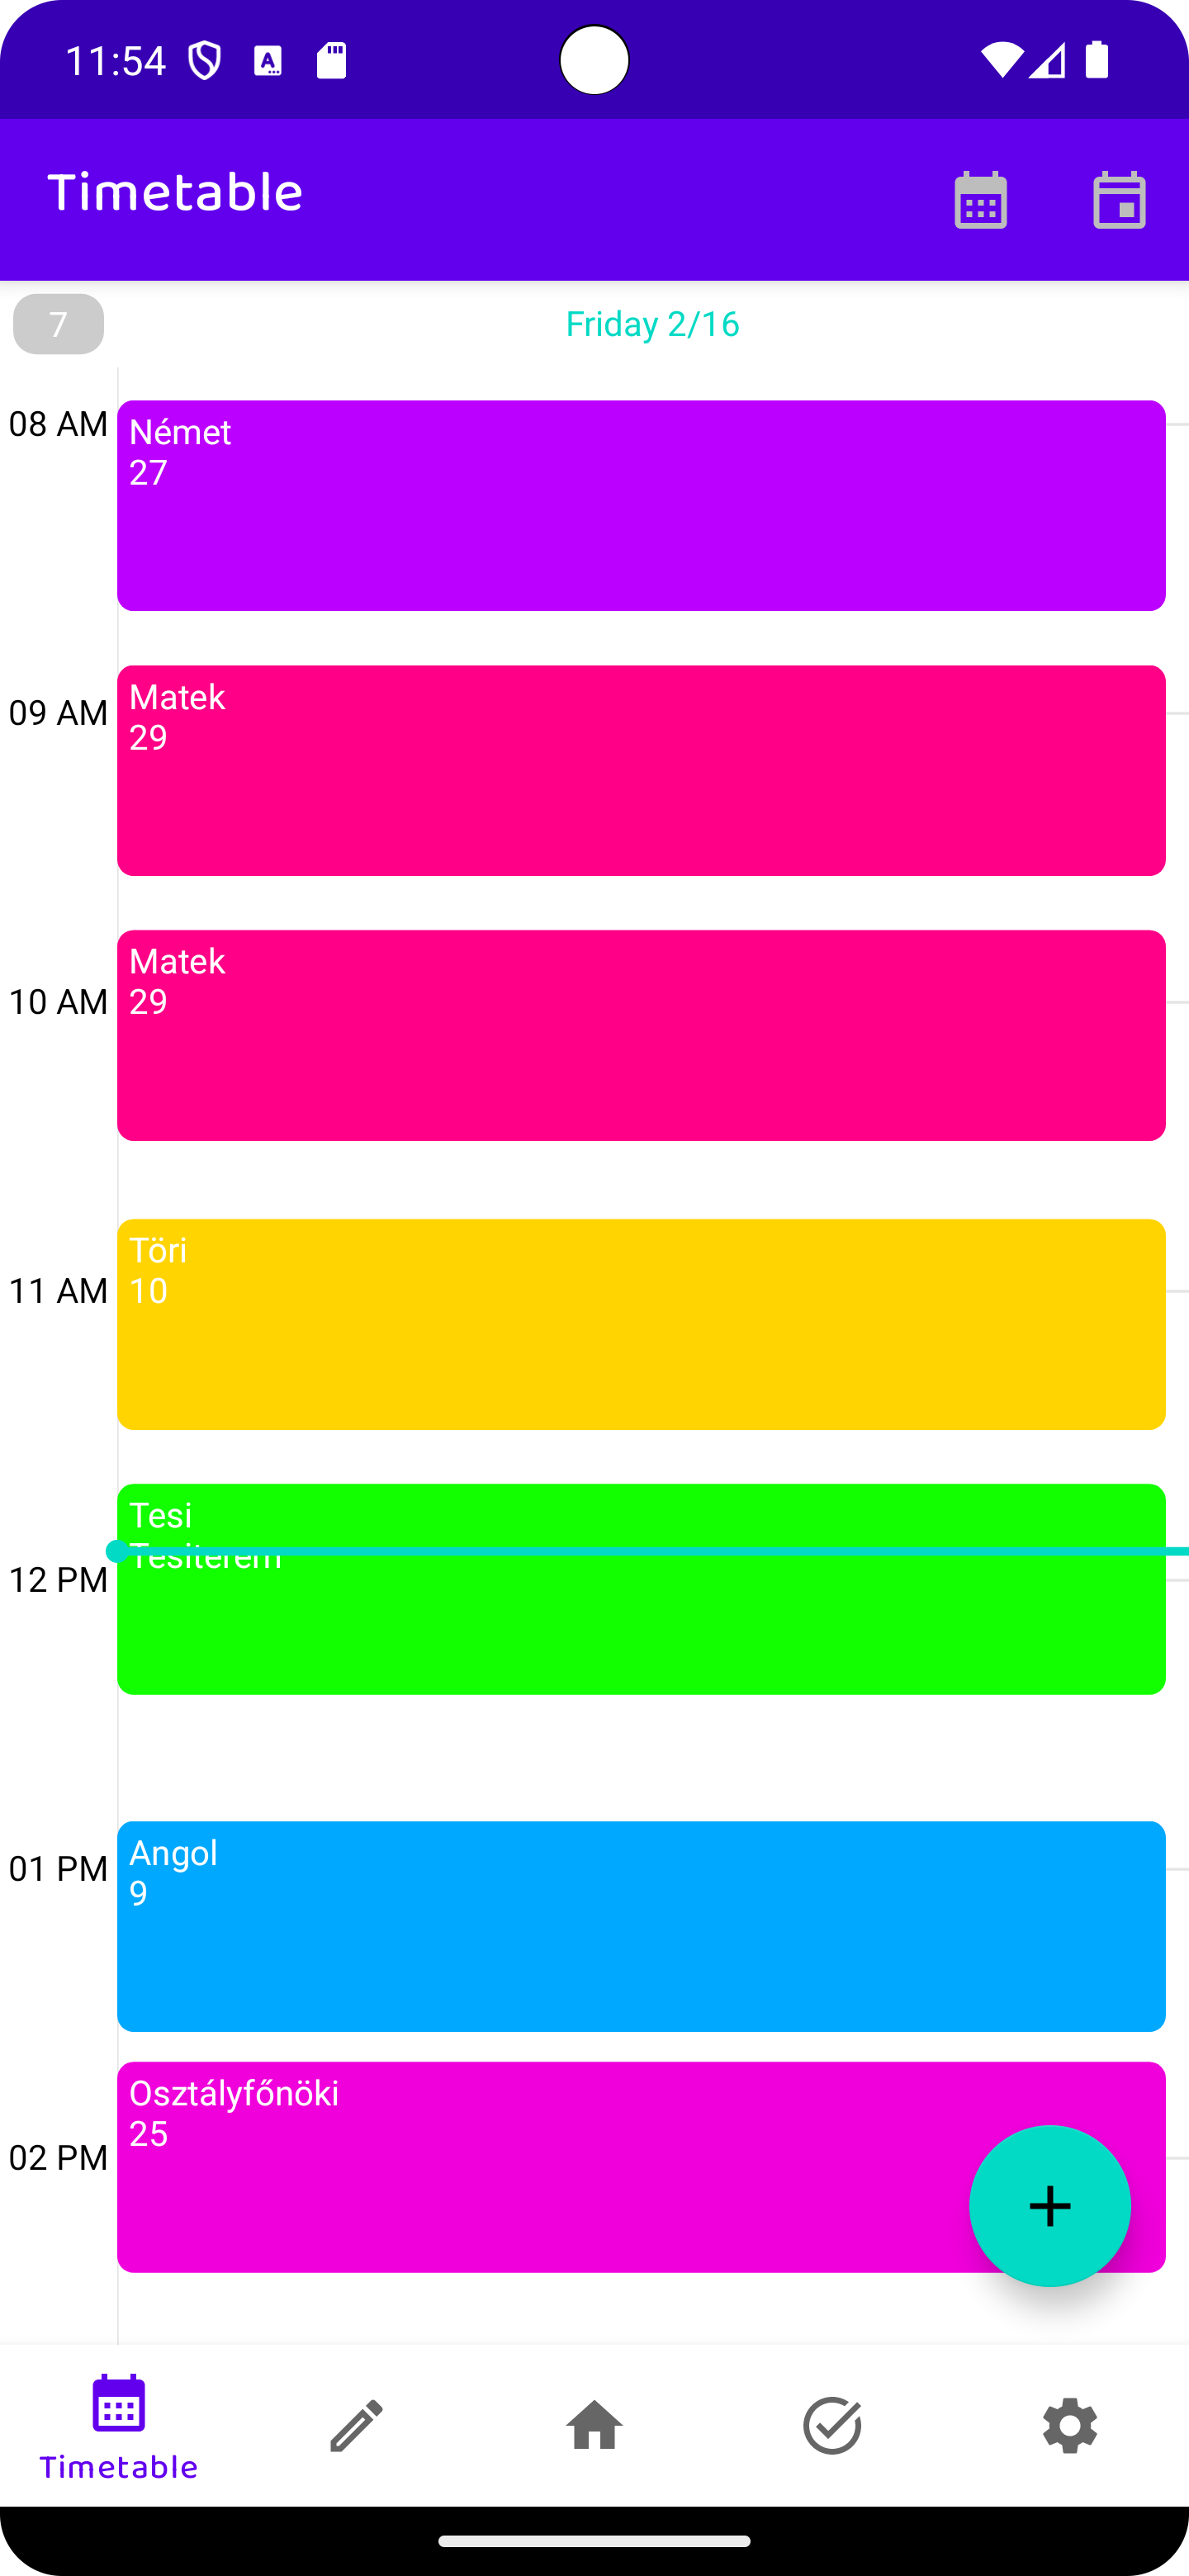 11:54
Timetable
7
Friday 2/16
08 AM
Német
27
09 AM
Matek
29
Matek
10 AM
29
Töri
11 AM
10
Tesi
Tesiterem
12 PM
Angol
01 PM
9
Osztályfőnöki
25
02 PM
Timetable